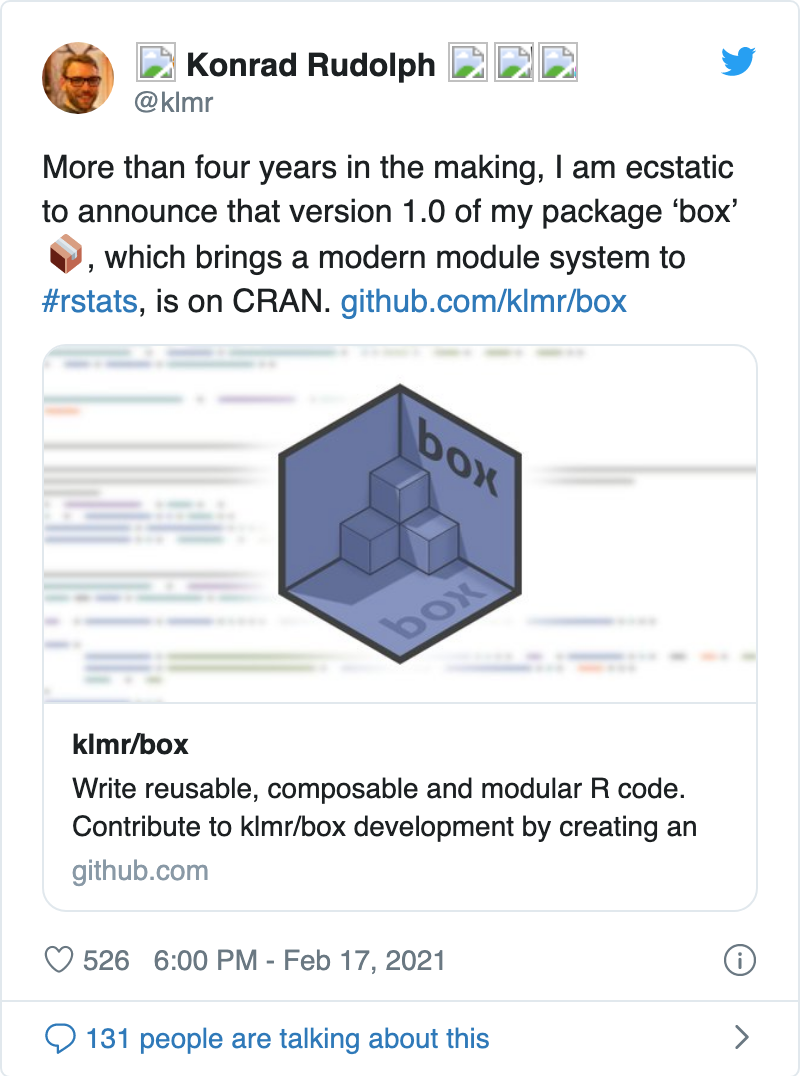 Konrad Rudolph
@klmr
More than four years in the making, I am ecstatic
to announce that version 1.0 of my package ‘box’
📦, which brings a modern module system to
#rstats, is on CRAN. github.com/klmr/box
box
box
klmr/box
Write reusable, composable and modular R code.
Contribute to klmr/box development by creating an
github.com
526 6:00 PM - Feb 17, 2021
131 people are talking about this